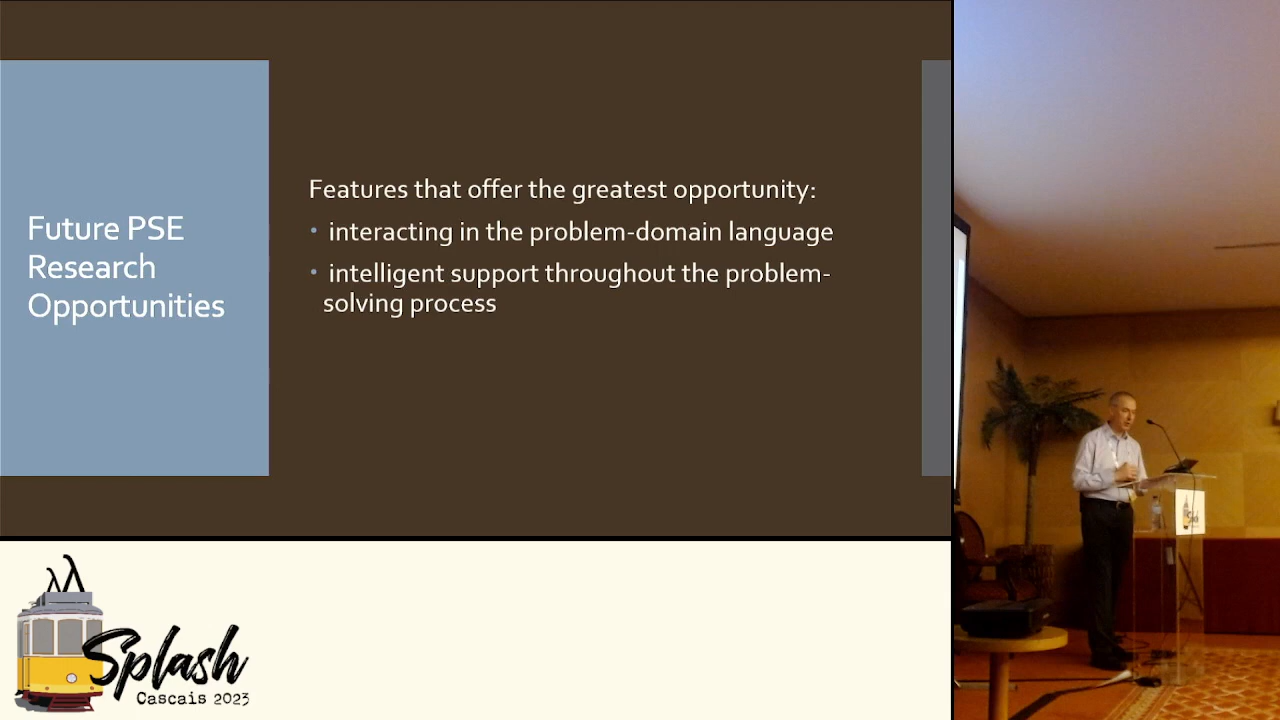 Future PSE
Research
Opportunities
Features that offer the greatest opportunity:
• interacting in the problem-domain language
• intelligent support throughout the problem-
solving process
Splash
Cascais 2023